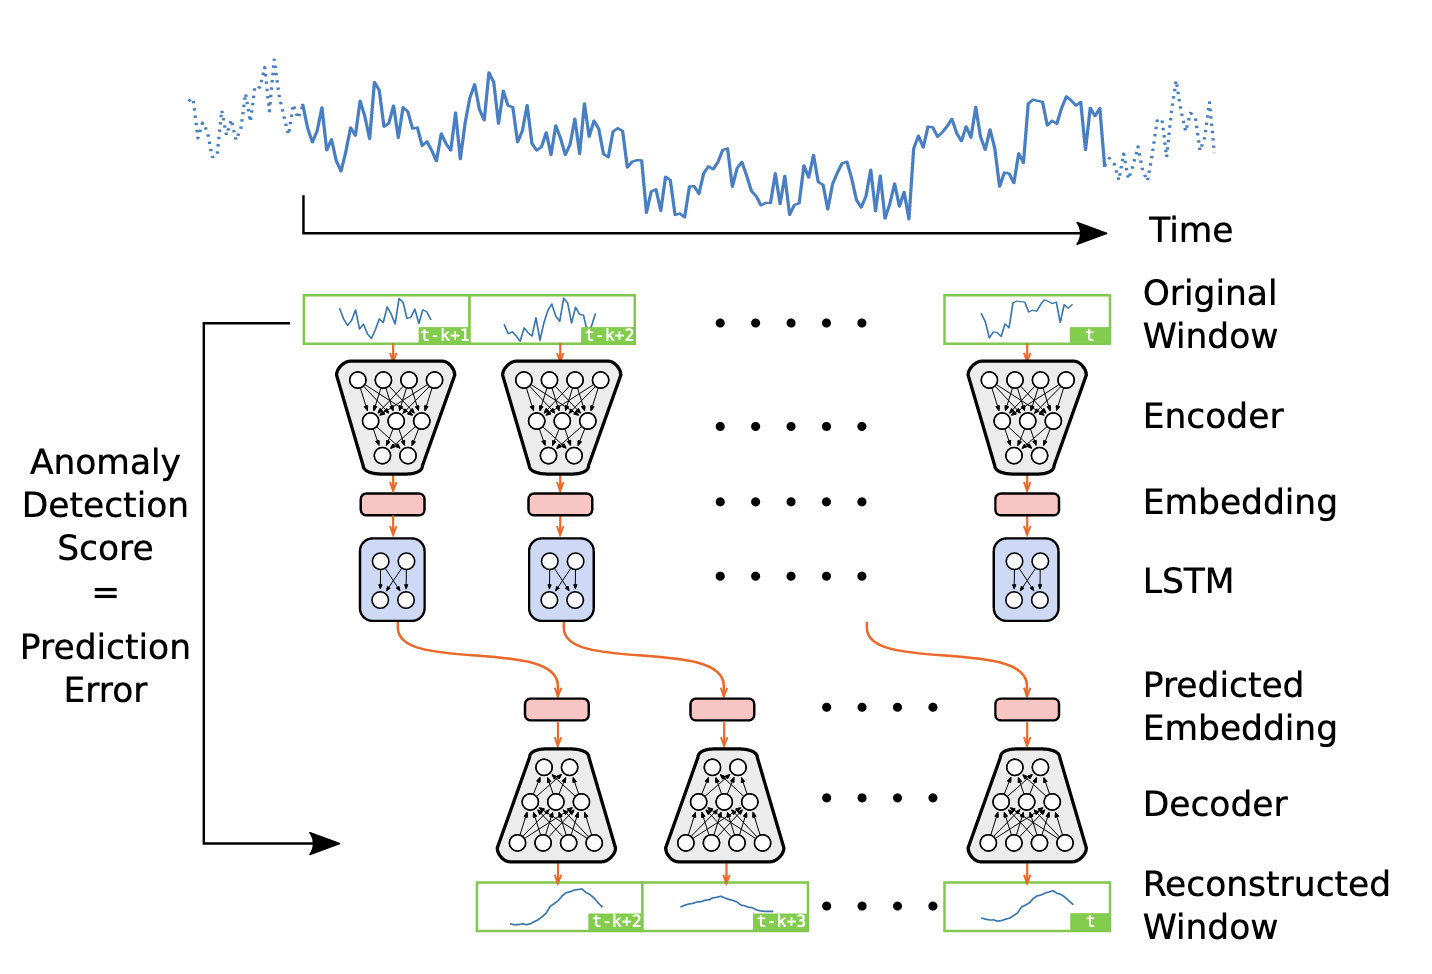 Time
Original
Window
t-k+1
t-k+2
t
Encoder
Embedding
LSTM
Anomaly
Detection
Score
=
Prediction
Error
Predicted
Embedding
Decoder
Reconstructed
Window
t-k+2
t-k+3
t